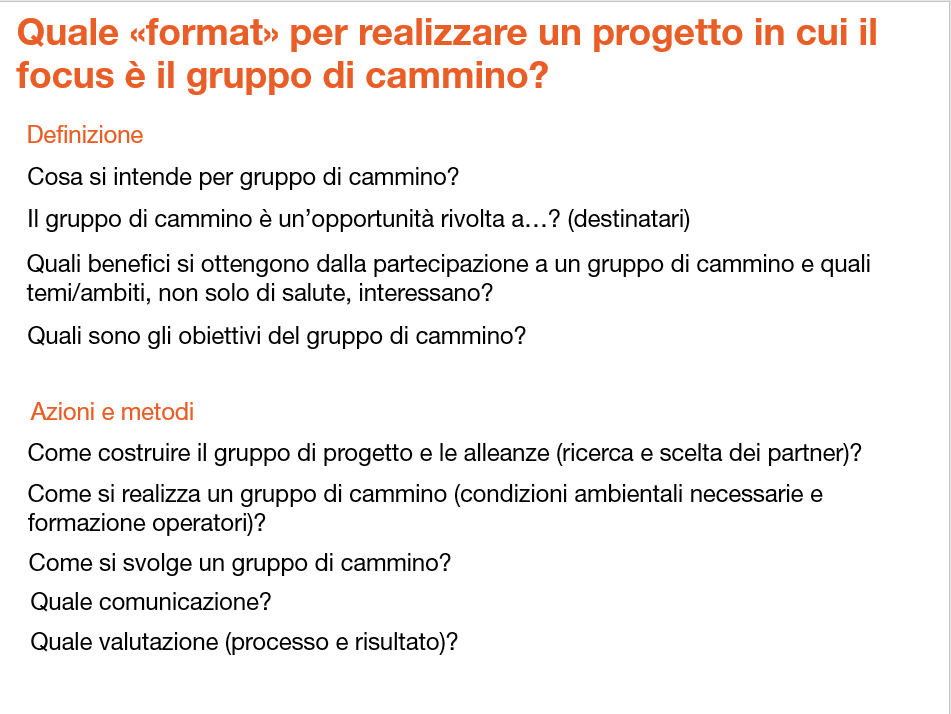 Quale «format» per realizzare un progetto in cui il
focus è il gruppo di cammino?
Definizione
Cosa si intende per gruppo di cammino?
Il gruppo di cammino è un’opportunità rivolta a…? (destinatari)
Quali benefici si ottengono dalla partecipazione a un gruppo di cammino e quali
temi/ambiti, non solo di salute, interessano?
Quali sono gli obiettivi del gruppo di cammino?
Azioni e metodi
Come costruire il gruppo di progetto e le alleanze (ricerca e scelta dei partner)?
Come si realizza un gruppo di cammino (condizioni ambientali necessarie e
formazione operatori)?
Come si svolge un gruppo di cammino?
Quale comunicazione?
Quale valutazione (processo e risultato)?